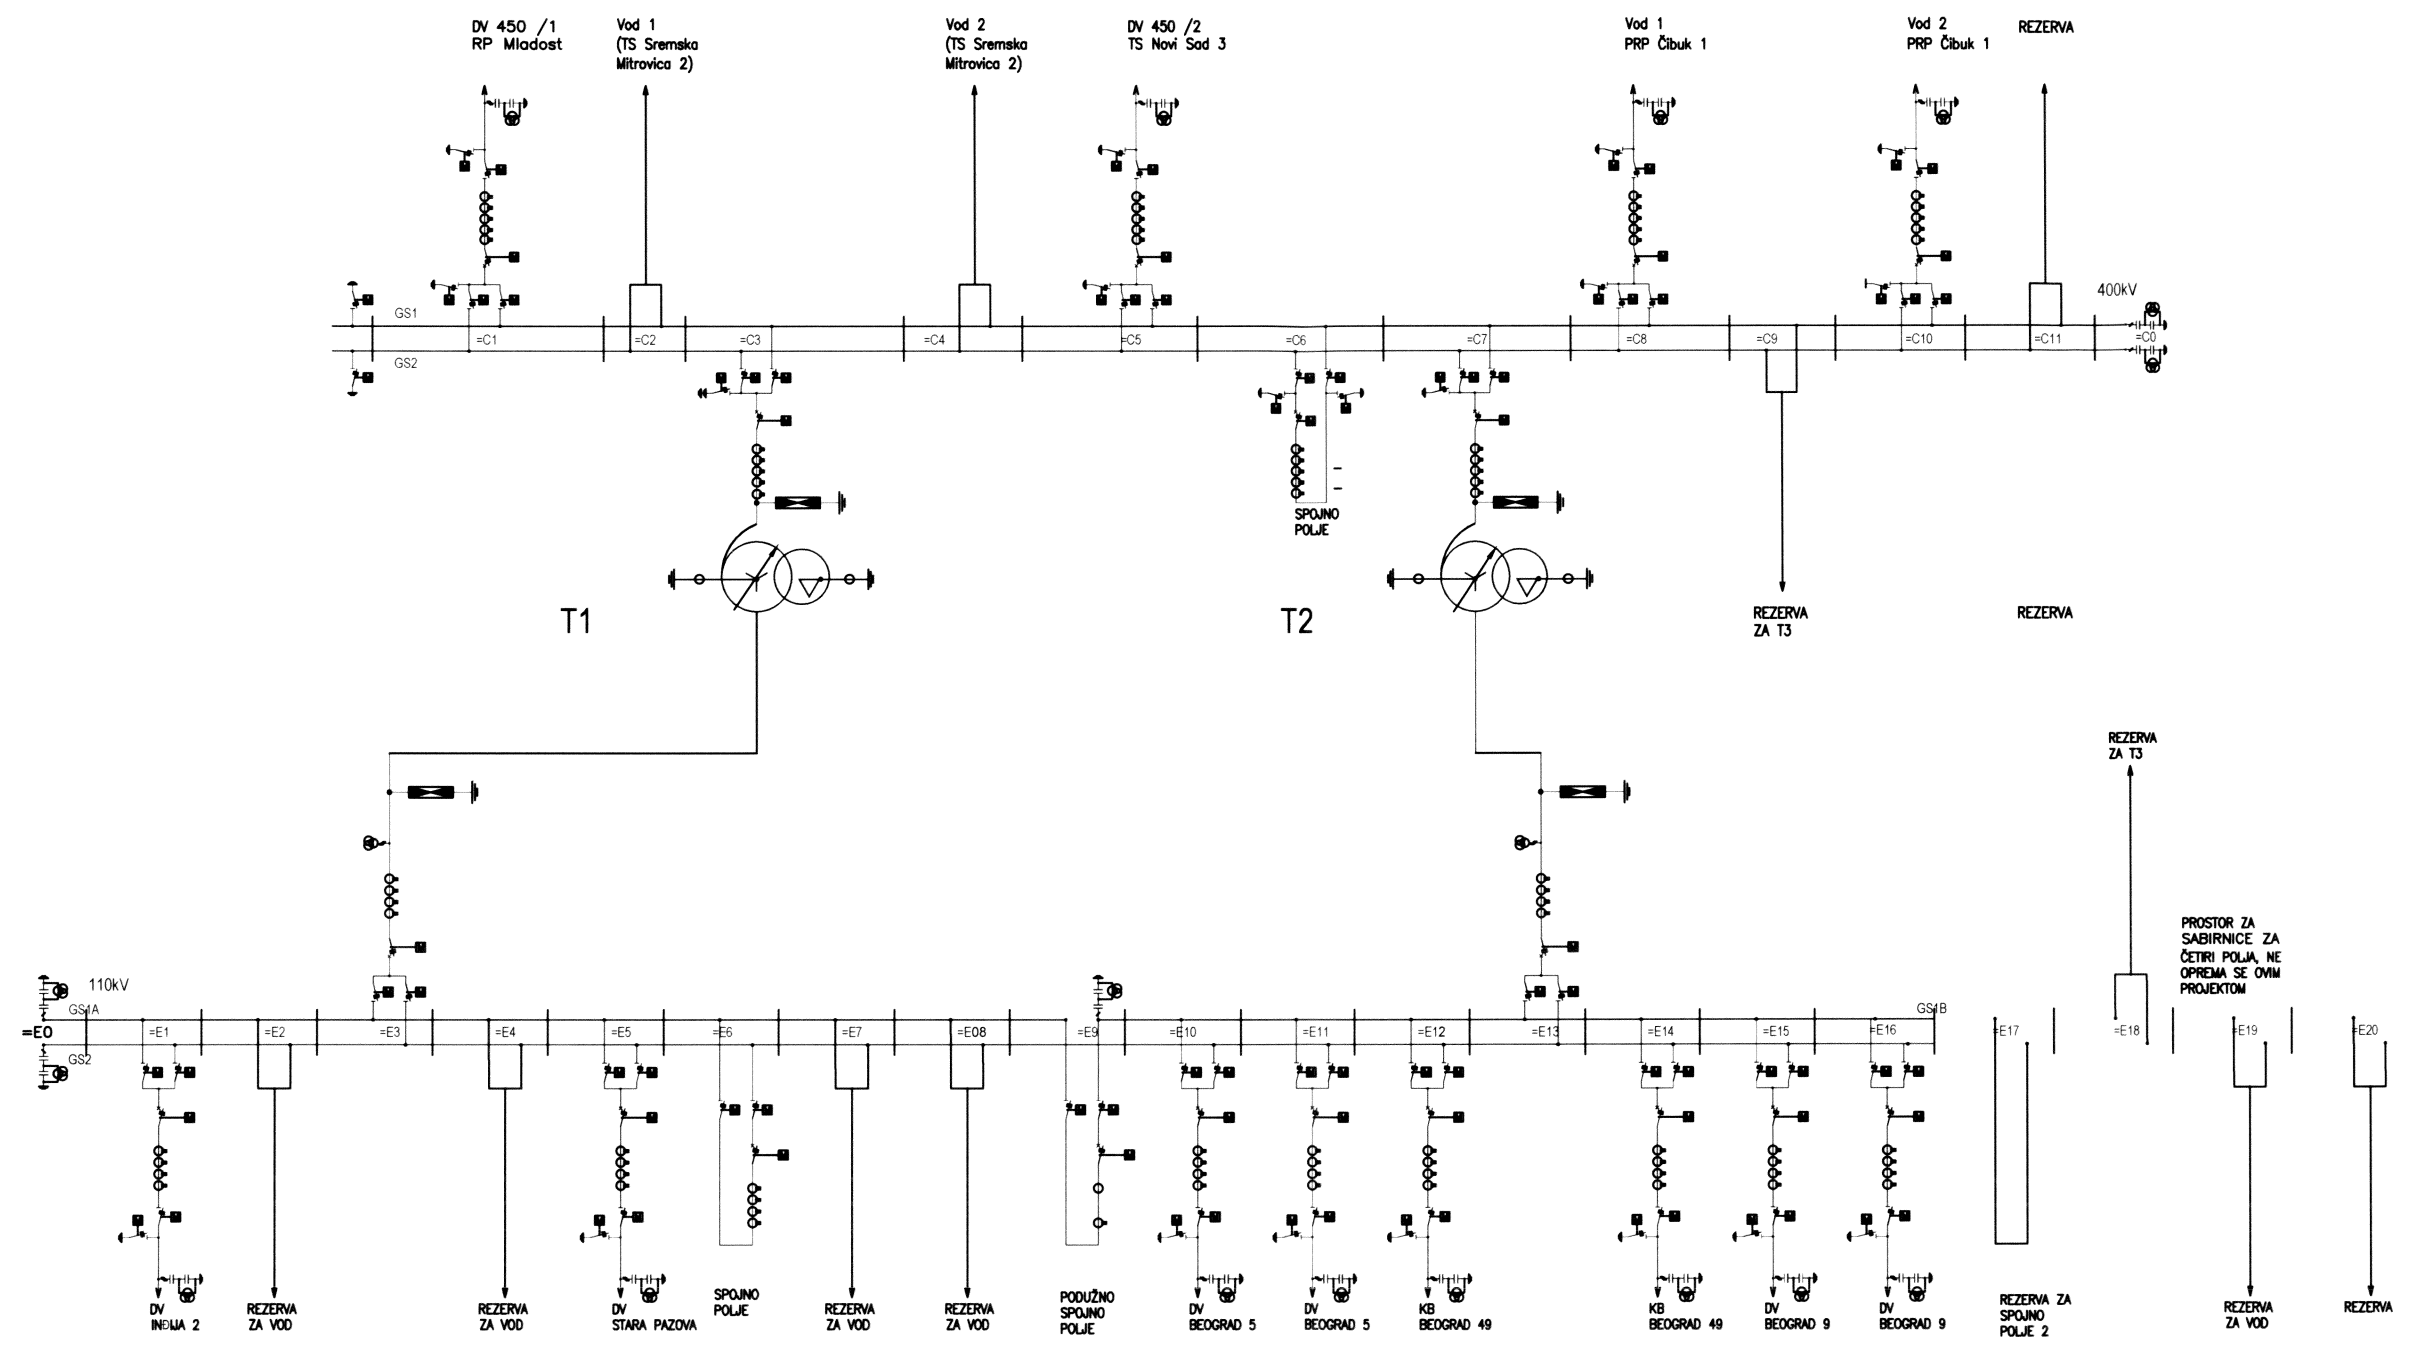 DV 450 /1
RP Mladost
Vod 1
(TS Sremska
Mitrovica 2)
Vod 2
(TS Sremska
Mitrovica 2)
DV 450 /2
TS Novi Sad 3
Vod 1
PRP Čibuk 1
Vod 2
PRP Čibuk 1
REZERVA
400kV
GS1
=C1
=C2
=C3
=C4
=C5
=C6
=C7
=C8
=C9
=C10
=C11
=C0
GS2
SPOJNO
POLJE
T1
T2
REZERVA
ZA T3
REZERVA
REZERVA
ZA T3
PROSTOR ZA
SABIRNICE ZA
ČETIRI POLJA, NE
OPREMA SE OVIM
PROJEKTOM
110kV
GS1A
GS1B
=E0
=E1
=E2
=E3
=E4
=E5
=E6
=E7
=E08
=E9
=E10
=E11
=E12
=E13
=E14
=E15
=E16
=E17
=E18
=E19
=E20
GS2
DV
INĐIJA 2
REZERVA
ZA VOD
REZERVA
ZA VOD
DV
STARA PAZOVA
SPOJNO
POLJE
REZERVA
ZA VOD
REZERVA
ZA VOD
PODUŽNO
SPOJNO
POLJE
DV
BEOGRAD 5
DV
BEOGRAD 5
KB
BEOGRAD 49
KB
BEOGRAD 49
DV
BEOGRAD 9
DV
BEOGRAD 9
REZERVA ZA
SPOJNO
POLJE 2
REZERVA
ZA VOD
REZERVA